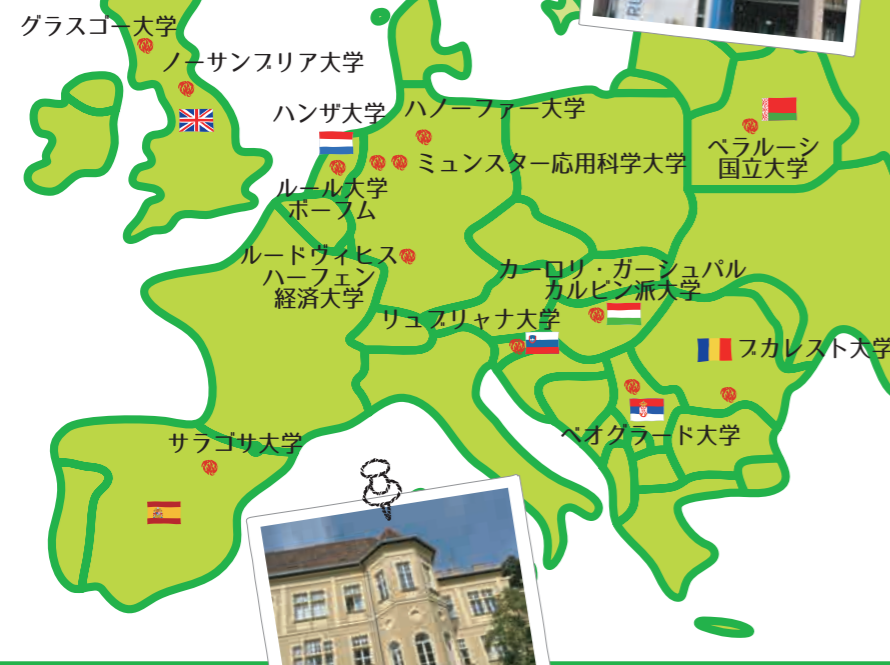 グラスゴー大学
ノーサンブリア大学
ハンザ大学
ハノーファー大学
ミュンスター応用科学大学
ベラルーシ
国立大学
ルール大学
ボーフム
ルードヴィヒス
ハーフェン
経済大学
カーロリ・ガーシュパル
カルビン派大学
リュブリャナ大学
ブカレスト大学
ベオグラード大学
サラゴサ大学